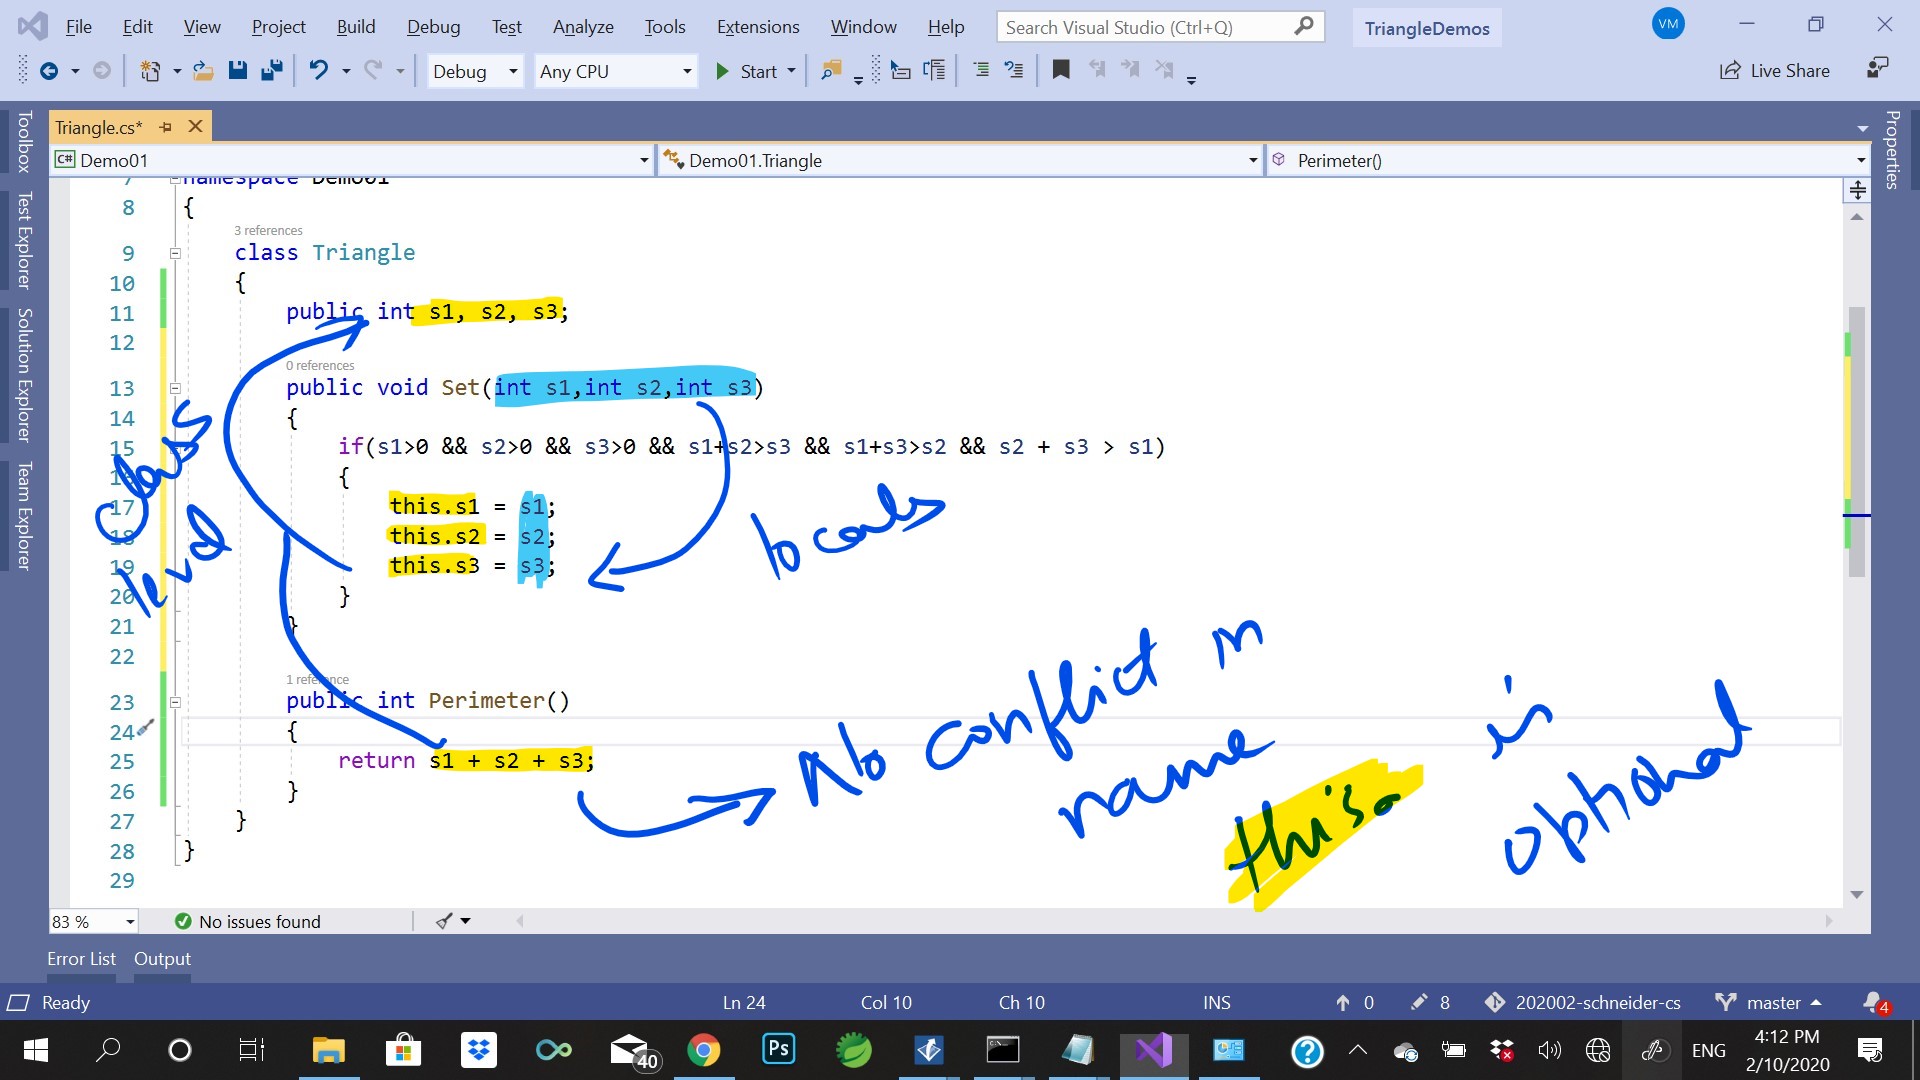 File Edit View Project Build Debug Test Analyze Tools Extensions Window Help Search Visual Studio (Ctrl+Q) TriangleDemos VM
Debug Any CPU Start Live Share
Toolbox
Test Explorer
Solution Explorer
Team Explorer
Properties
Triangle.cs*
C# Demo01 Demo01.Triangle Perimeter()
7 namespace Demo01
8 {
3 references
9 class Triangle
10 {
11 public int s1, s2, s3;
12
0 references
13 public void Set(int s1,int s2,int s3)
14 {
15 if(s1>0 && s2>0 && s3>0 && s1+s2>s3 && s1+s3>s2 && s2 + s3 > s1)
16 {
17 this.s1 = s1;
18 this.s2 = s2;
19 this.s3 = s3;
20 }
21 }
22
1 reference
23 public int Perimeter()
24 {
25 return s1 + s2 + s3;
26 }
27 }
28 }
29
Class
level
locals
No conflict in
name
this.
is
optional
83 % No issues found
Error List Output
Ready Ln 24 Col 10 Ch 10 INS 0 8 202002-schneider-cs master 4
40 Ps ? ENG 4:12 PM
2/10/2020